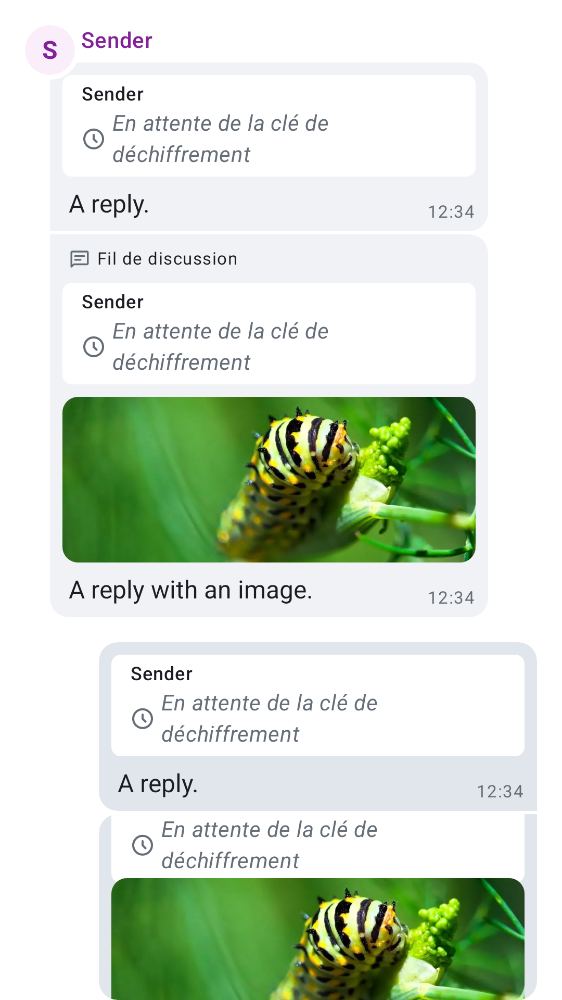 S
Sender
Sender
En attente de la clé de
déchiffrement
A reply.
12:34
Fil de discussion
Sender
En attente de la clé de
déchiffrement
A reply with an image.
12:34
Sender
En attente de la clé de
déchiffrement
A reply.
12:34
En attente de la clé de
déchiffrement